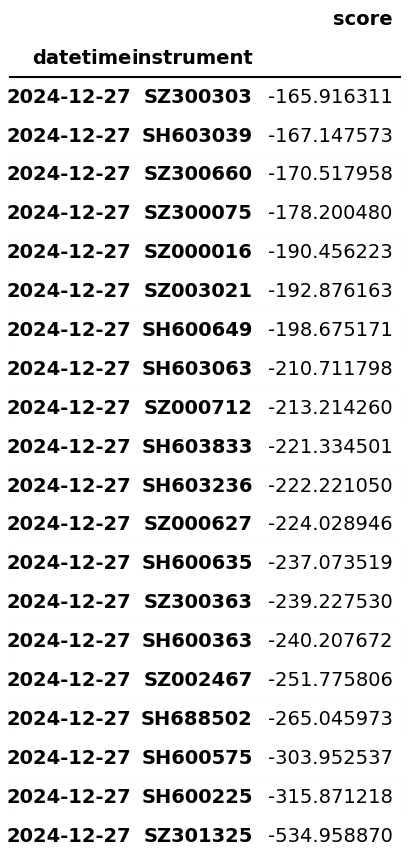 score
datetime instrument
2024-12-27 SZ300303 -165.916311
2024-12-27 SH603039 -167.147573
2024-12-27 SZ300660 -170.517958
2024-12-27 SZ300075 -178.200480
2024-12-27 SZ000016 -190.456223
2024-12-27 SZ003021 -192.876163
2024-12-27 SH600649 -198.675171
2024-12-27 SH603063 -210.711798
2024-12-27 SZ000712 -213.214260
2024-12-27 SH603833 -221.334501
2024-12-27 SH603236 -222.221050
2024-12-27 SZ000627 -224.028946
2024-12-27 SH600635 -237.073519
2024-12-27 SZ300363 -239.227530
2024-12-27 SH600363 -240.207672
2024-12-27 SZ002467 -251.775806
2024-12-27 SH688502 -265.045973
2024-12-27 SH600575 -303.952537
2024-12-27 SH600225 -315.871218
2024-12-27 SZ301325 -534.958870